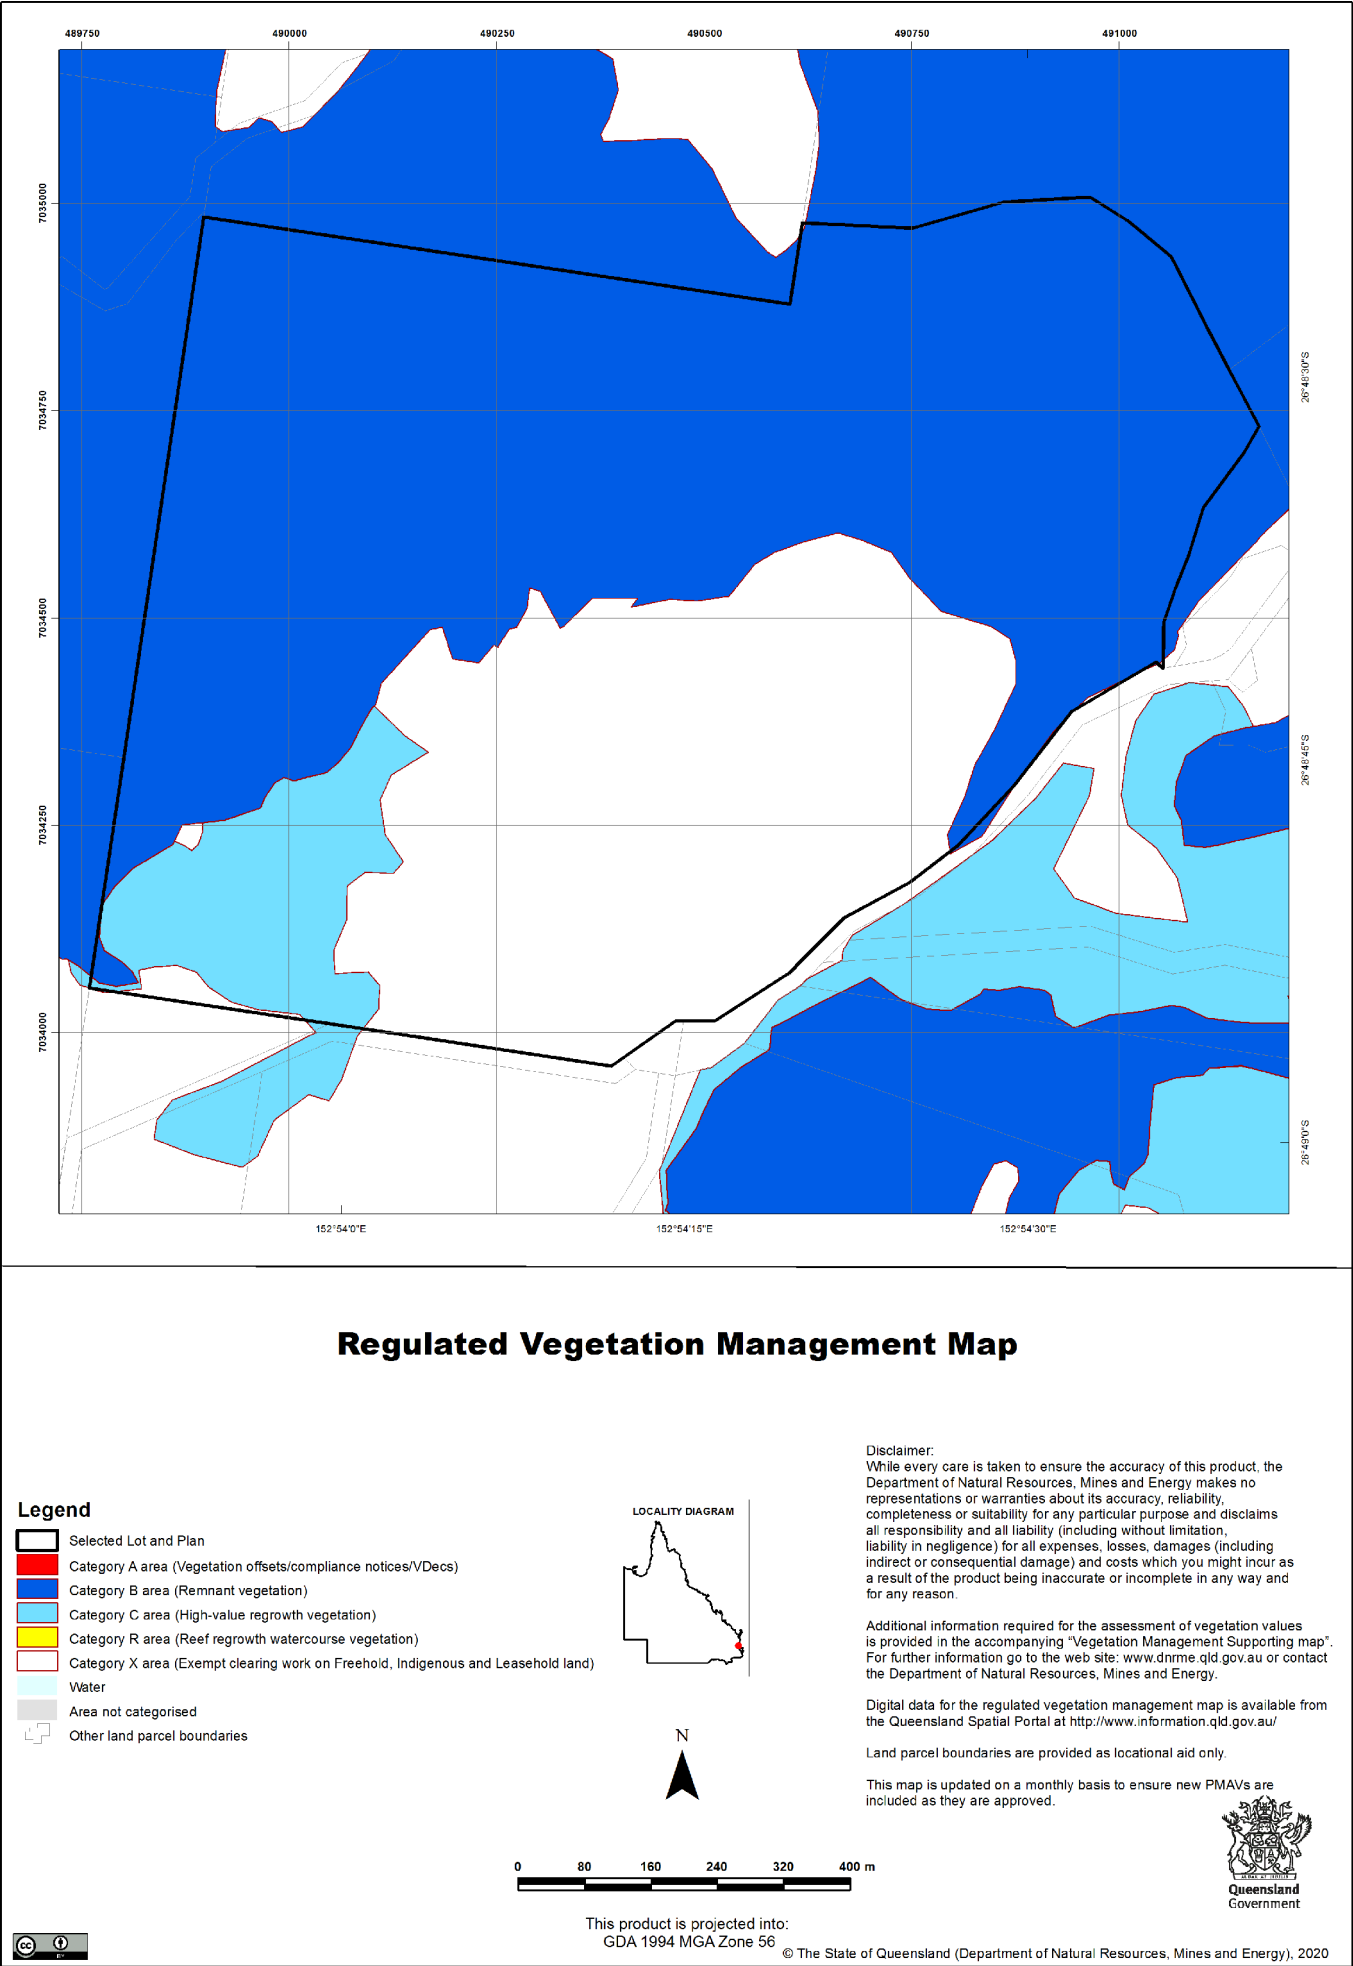 489750 490000 490250 490500 490750 491000
7035000
7034750
7034500
7034250
7034000
26°48'30"S
26°48'45"S
26°49'0"S
152°54'0"E 152°54'15"E 152°54'30"E
Regulated Vegetation Management Map
Legend
Selected Lot and Plan
Category A area (Vegetation offsets/compliance notices/VDecs)
Category B area (Remnant vegetation)
Category C area (High-value regrowth vegetation)
Category R area (Reef regrowth watercourse vegetation)
Category X area (Exempt clearing work on Freehold, Indigenous and Leasehold land)
Water
Area not categorised
Other land parcel boundaries
LOCALITY DIAGRAM
N
0 80 160 240 320 400 m
This product is projected into:
GDA 1994 MGA Zone 56
Disclaimer:
While every care is taken to ensure the accuracy of this product, the
Department of Natural Resources, Mines and Energy makes no
representations or warranties about its accuracy, reliability,
completeness or suitability for any particular purpose and disclaims
all responsibility and all liability (including without limitation,
liability in negligence) for all expenses, losses, damages (including
indirect or consequential damage) and costs which you might incur as
a result of the product being inaccurate or incomplete in any way and
for any reason.
Additional information required for the assessment of vegetation values
is provided in the accompanying “Vegetation Management Supporting map”.
For further information go to the web site: www.dnrme.qld.gov.au or contact
the Department of Natural Resources, Mines and Energy.
Digital data for the regulated vegetation management map is available from
the Queensland Spatial Portal at http://www.information.qld.gov.au/
Land parcel boundaries are provided as locational aid only.
This map is updated on a monthly basis to ensure new PMAVs are
included as they are approved.
Queensland
Government
cc
BY
© The State of Queensland (Department of Natural Resources, Mines and Energy), 2020